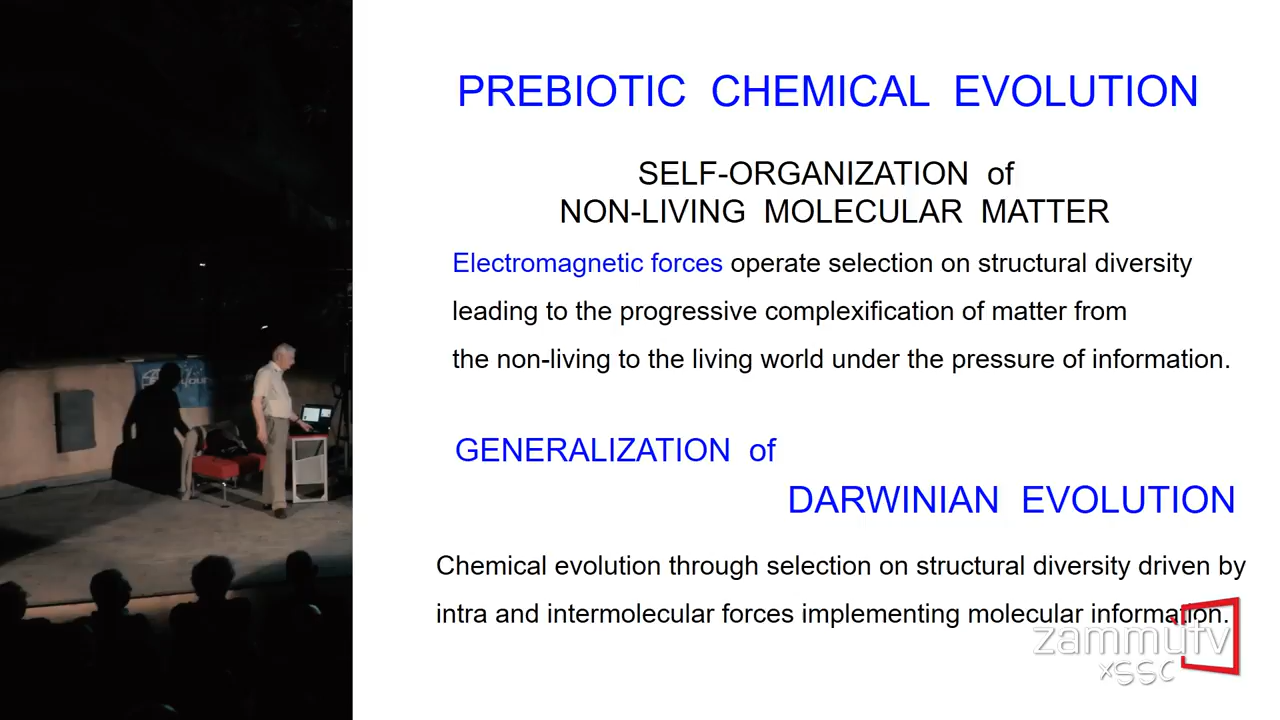 PREBIOTIC CHEMICAL EVOLUTION
SELF-ORGANIZATION of
NON-LIVING MOLECULAR MATTER
Electromagnetic forces operate selection on structural diversity
leading to the progressive complexification of matter from
the non-living to the living world under the pressure of information.
GENERALIZATION of
DARWINIAN EVOLUTION
Chemical evolution through selection on structural diversity driven by
intra and intermolecular forces implementing molecular information.
zammutv
xSSC